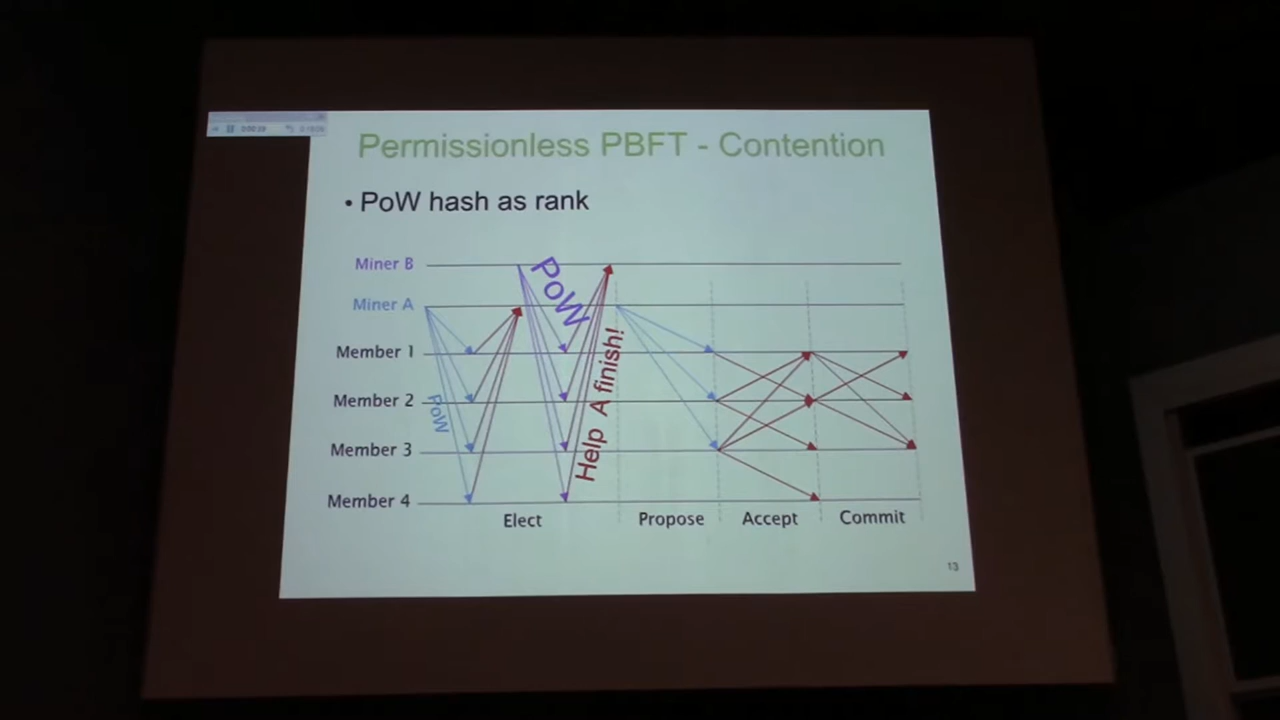 Permissionless PBFT - Contention
• PoW hash as rank
Miner B
PoW
Miner A
Member 1
Help A finish!
Member 2
PoW
Member 3
Member 4
Elect
Propose
Accept
Commit
13